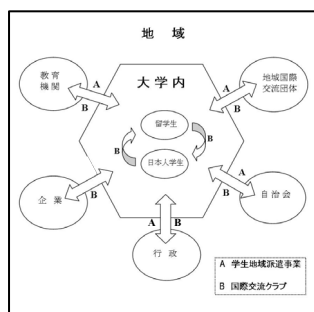 地 域
教育
機関
A
B
大学内
A
B
地域国際
交流団体
留学生
B
B
日本人学生
企 業
B
A
B
自治会
A B
行 政
A 学生地域派遣事業
B 国際交流クラブ